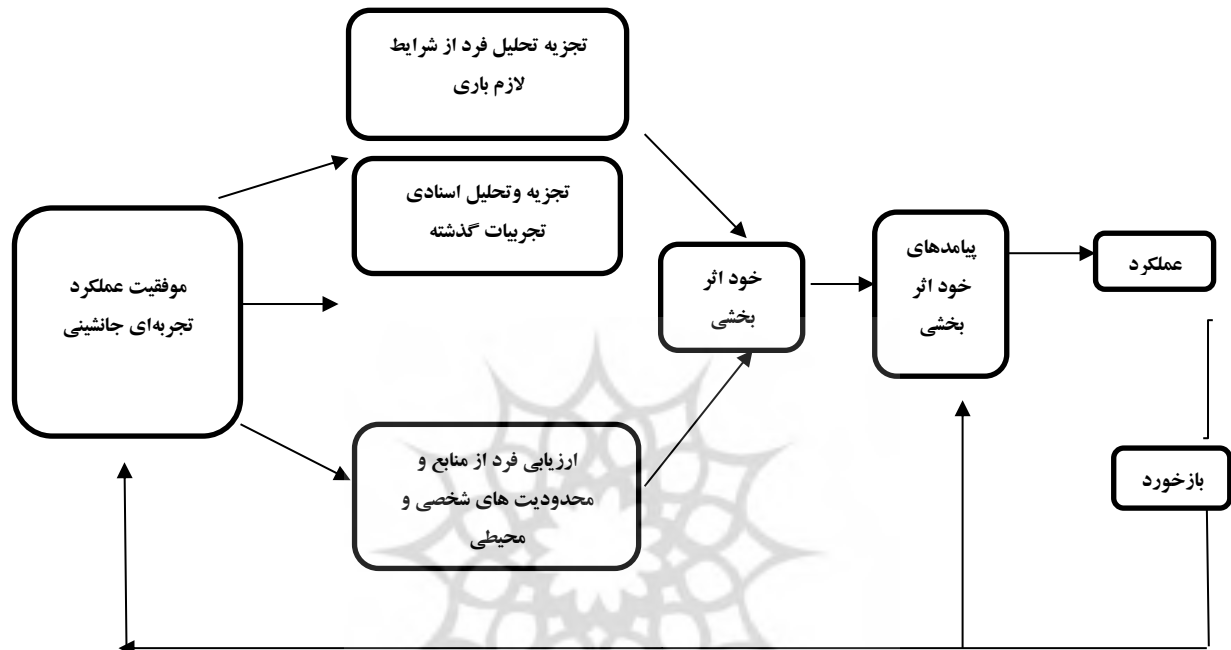 تجزیه تحلیل فرد از شرایط
لازم باری
تجزیه وتحلیل اسنادی
تجربیات گذشته
موفقیت عملکرد
تجربه‌ای جانشینی
ارزیابی فرد از منابع و
محدودیت های شخصی و
محیطی
خود اثر
بخشی
پیامدهای
خود اثر
بخشی
عملکرد
بازخورد